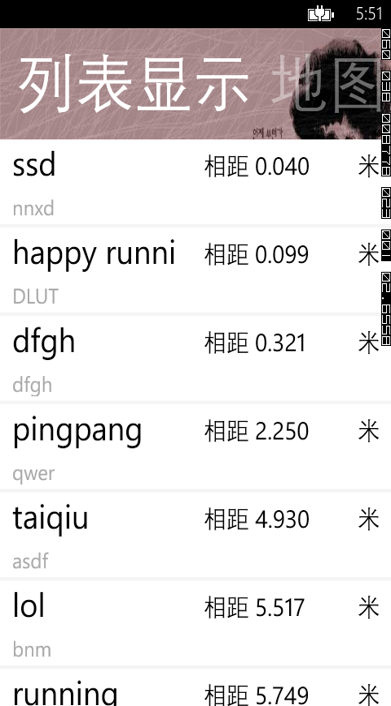 5:51
列表显示 地图
ssd 相距 0.040 米
nnxd
happy runni 相距 0.099 米
DLUT
dfgh 相距 0.321 米
dfgh
pingpang 相距 2.250 米
qwer
taiqiu 相距 4.930 米
asdf
lol 相距 5.517 米
bnm
running 相距 5.749 米